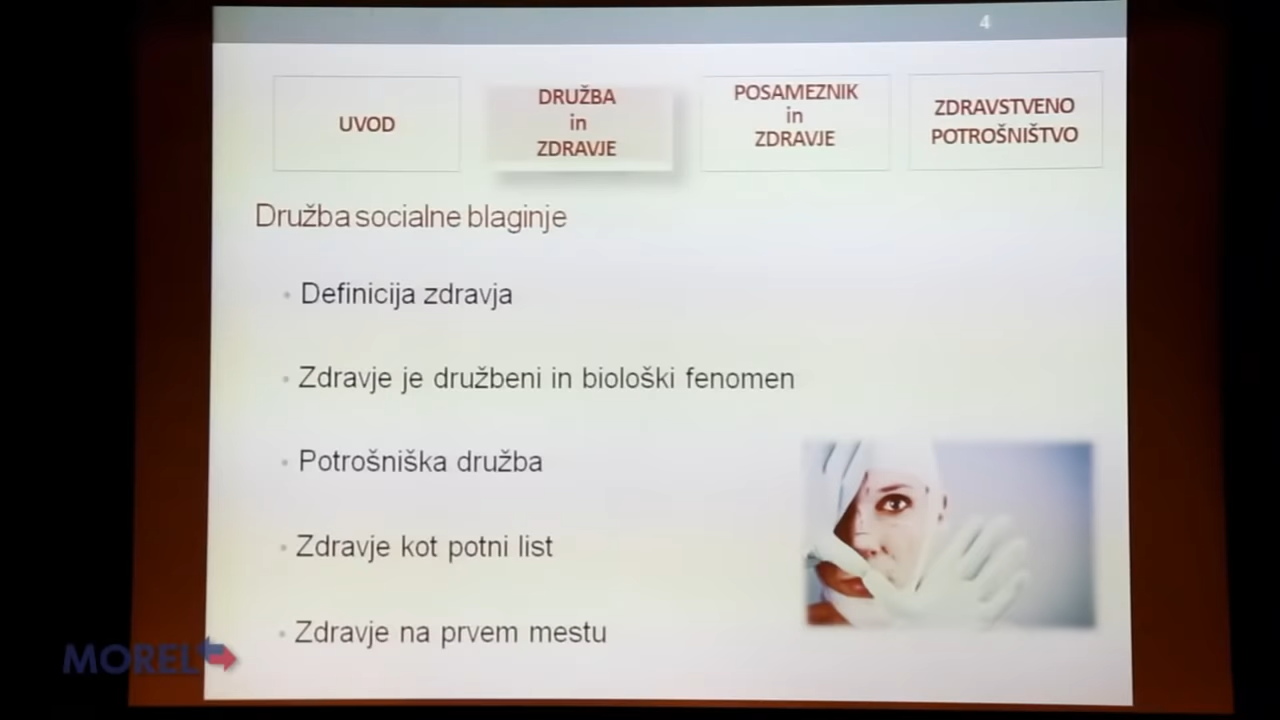 4
UVOD
DRUŽBA
in
ZDRAVJE
POSAMEZNIK
in
ZDRAVJE
ZDRAVSTVENO
POTROŠNIŠTVO
Družba socialne blaginje
• Definicija zdravja
• Zdravje je družbeni in biološki fenomen
• Potrošniška družba
• Zdravje kot potni list
• Zdravje na prvem mestu
MOREL